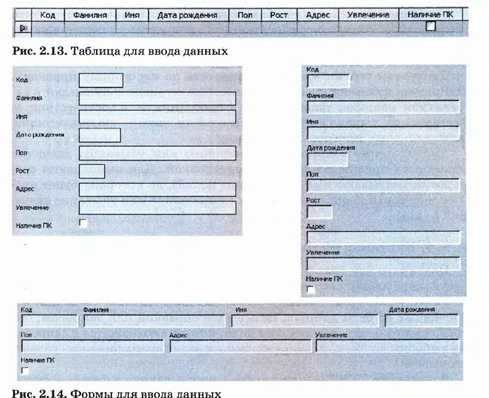 Код Фамилия Имя Дата рождения Пол Рост Адрес Увлечение Наличие ПК
Рис. 2.13. Таблица для ввода данных
Код
Фамилия
Имя
Дата рождения
Пол
Рост
Адрес
Увлечение
Наличие ПК
Код
Фамилия
Имя
Дата рождения
Пол
Рост
Адрес
Увлечение
Наличие ПК
Код Фамилия Имя Дата рождения
Пол Адрес Увлечение
Наличие ПК
Рис. 2.14. Формы для ввода данных